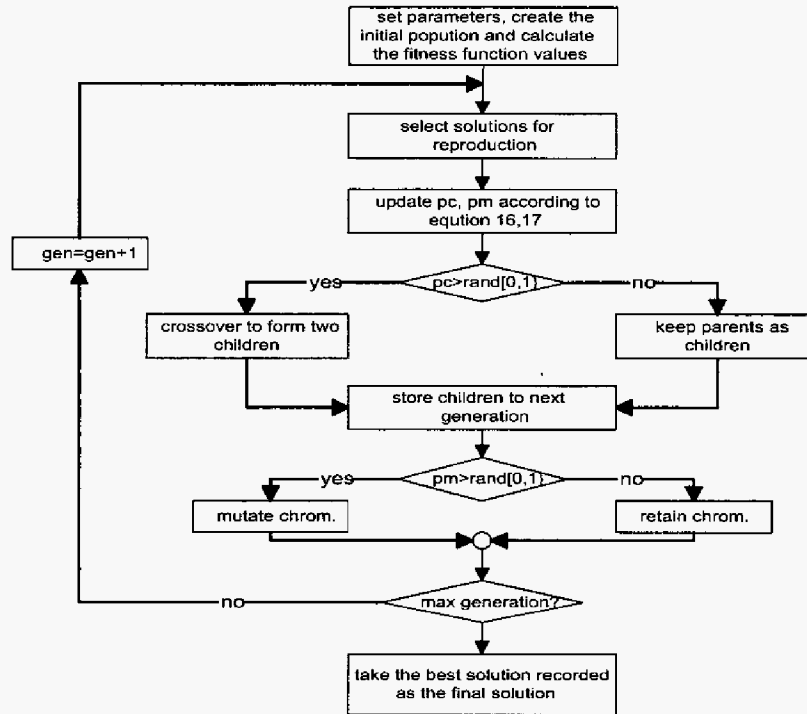 set parameters, create the
initial popution and calculate
the fitness function values
select solutions for
reproduction
update pc, pm according to
eqution 16,17
gen=gen+1
yes
pc>rand[0,1}
no
crossover to form two
children
keep parents as
children
store children to next
generation
yes
pm>rand[0,1}
no
mutate chrom.
retain chrom.
no
max generation?
take the best solution recorded
as the final solution